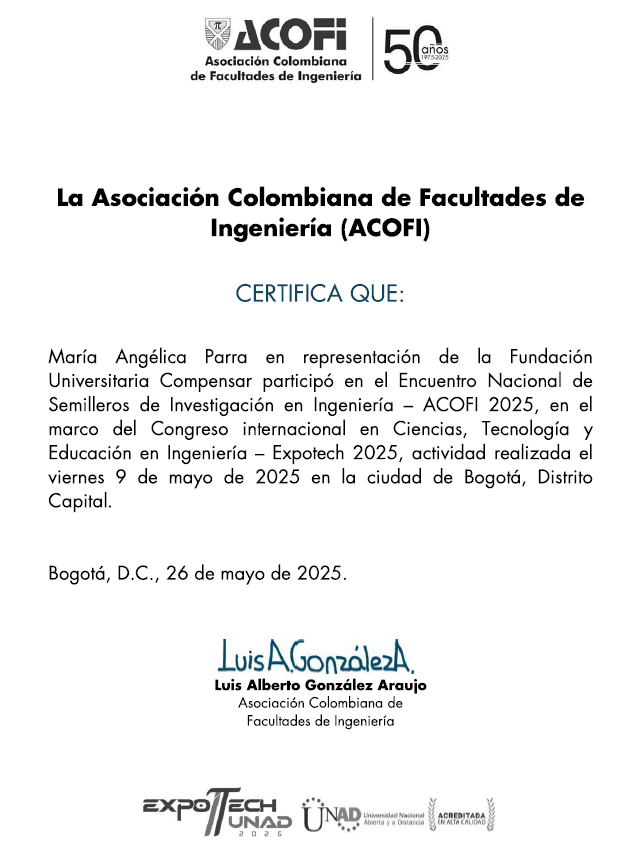 ACOFI
Asociación Colombiana
de Facultades de Ingeniería
50
años
1975-2025
La Asociación Colombiana de Facultades de
Ingeniería (ACOFI)
CERTIFICA QUE:
María Angélica Parra en representación de la Fundación
Universitaria Compensar participó en el Encuentro Nacional de
Semilleros de Investigación en Ingeniería – ACOFI 2025, en el
marco del Congreso internacional en Ciencias, Tecnología y
Educación en Ingeniería – Expotech 2025, actividad realizada el
viernes 9 de mayo de 2025 en la ciudad de Bogotá, Distrito
Capital.
Bogotá, D.C., 26 de mayo de 2025.
Luis A. González A.
Luis Alberto González Araujo
Asociación Colombiana de
Facultades de Ingeniería
EXPOTECH
UNAD
2025
UNAD
Universidad Nacional
Abierta y a Distancia
ACREDITADA
EN ALTA CALIDAD